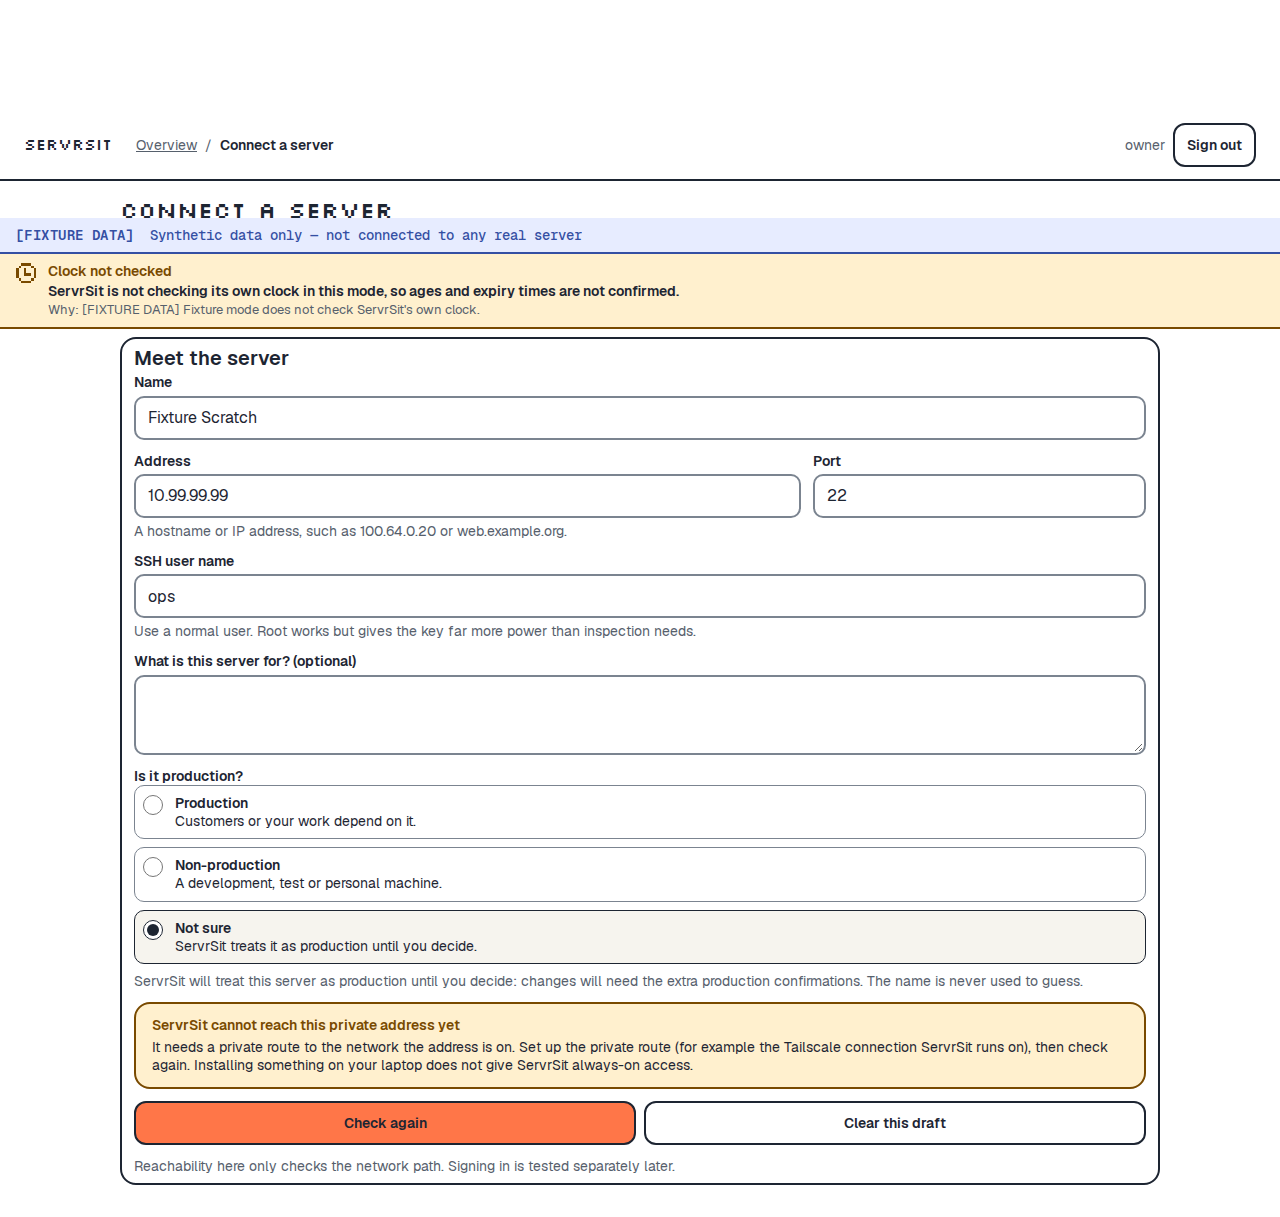 SERVRSIT Overview / Connect a server owner Sign out
CONNECT A SERVER
[FIXTURE DATA] Synthetic data only — not connected to any real server
Clock not checked
ServrSit is not checking its own clock in this mode, so ages and expiry times are not confirmed.
Why: [FIXTURE DATA] Fixture mode does not check ServrSit's own clock.
Meet the server
Name
Fixture Scratch
Address Port
10.99.99.99 22
A hostname or IP address, such as 100.64.0.20 or web.example.org.
SSH user name
ops
Use a normal user. Root works but gives the key far more power than inspection needs.
What is this server for? (optional)
Is it production?
Production
Customers or your work depend on it.
Non-production
A development, test or personal machine.
Not sure
ServrSit treats it as production until you decide.
ServrSit will treat this server as production until you decide: changes will need the extra production confirmations. The name is never used to guess.
ServrSit cannot reach this private address yet
It needs a private route to the network the address is on. Set up the private route (for example the Tailscale connection ServrSit runs on), then check
again. Installing something on your laptop does not give ServrSit always-on access.
Check again Clear this draft
Reachability here only checks the network path. Signing in is tested separately later.